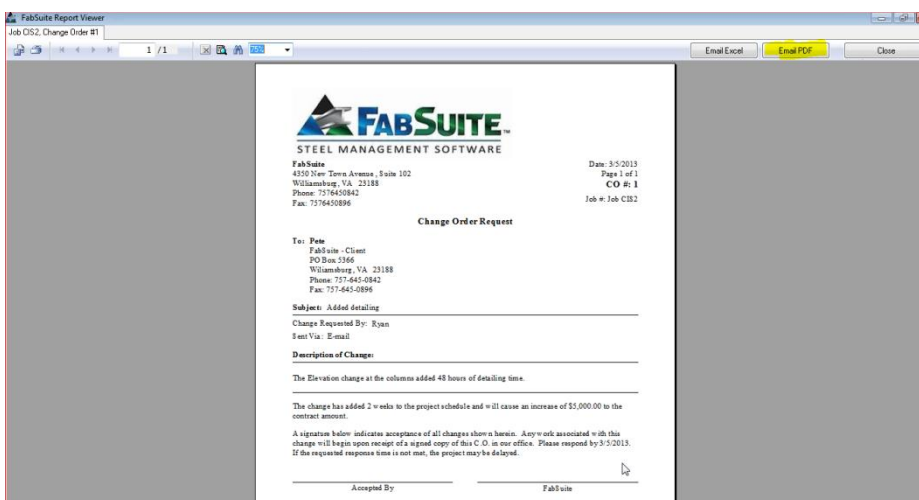 FabSuite Report Viewer
Job CIS2, Change Order #1
1 /1
75%
Email Excel
Email PDF
Close
FABSUITE™
STEEL MANAGEMENT SOFTWARE
FabSuite
4350 New Town Avenue , Suite 102
Williamsburg, VA 23188
Phone: 7576450842
Fax: 7576450896
Date: 3/5/2013
Page 1 of 1
CO #: 1
Job #: Job CIS2
Change Order Request
To: Pete
FabSuite - Client
PO Box 5366
Wiliamsburg, VA 23188
Phone: 757-645-0842
Fax: 757-645-0896
Subject: Added detailing
Change Requested By: Ryan
Sent Via: E-mail
Description of Change:
The Elevation change at the columns added 48 hours of detailing time.
The change has added 2 weeks to the project schedule and will cause an increase of $5,000.00 to the
contract amount.
A signature below indicates acceptance of all changes shown herein. Any work associated with this
change will begin upon receipt of a signed copy of this C.O. in our office. Please respond by 3/5/2013.
If the requested response time is not met, the project may be delayed.
Accepted By
FabSuite